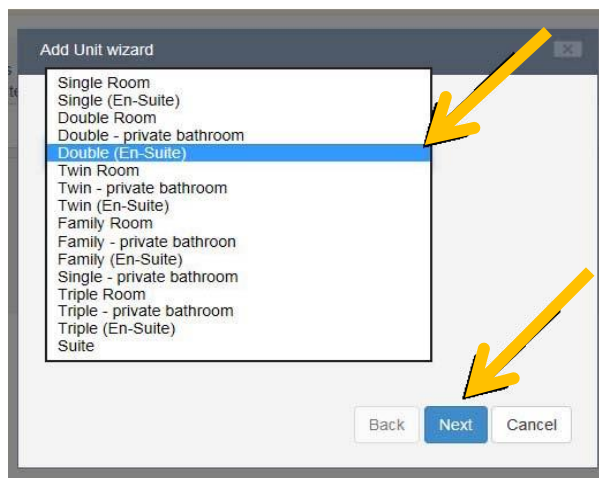 Add Unit wizard
Single Room
Single (En-Suite)
Double Room
Double - private bathroom
Double (En-Suite)
Twin Room
Twin - private bathroom
Twin (En-Suite)
Family Room
Family - private bathroon
Family (En-Suite)
Single - private bathroom
Triple Room
Triple - private bathroom
Triple (En-Suite)
Suite
Back Next Cancel